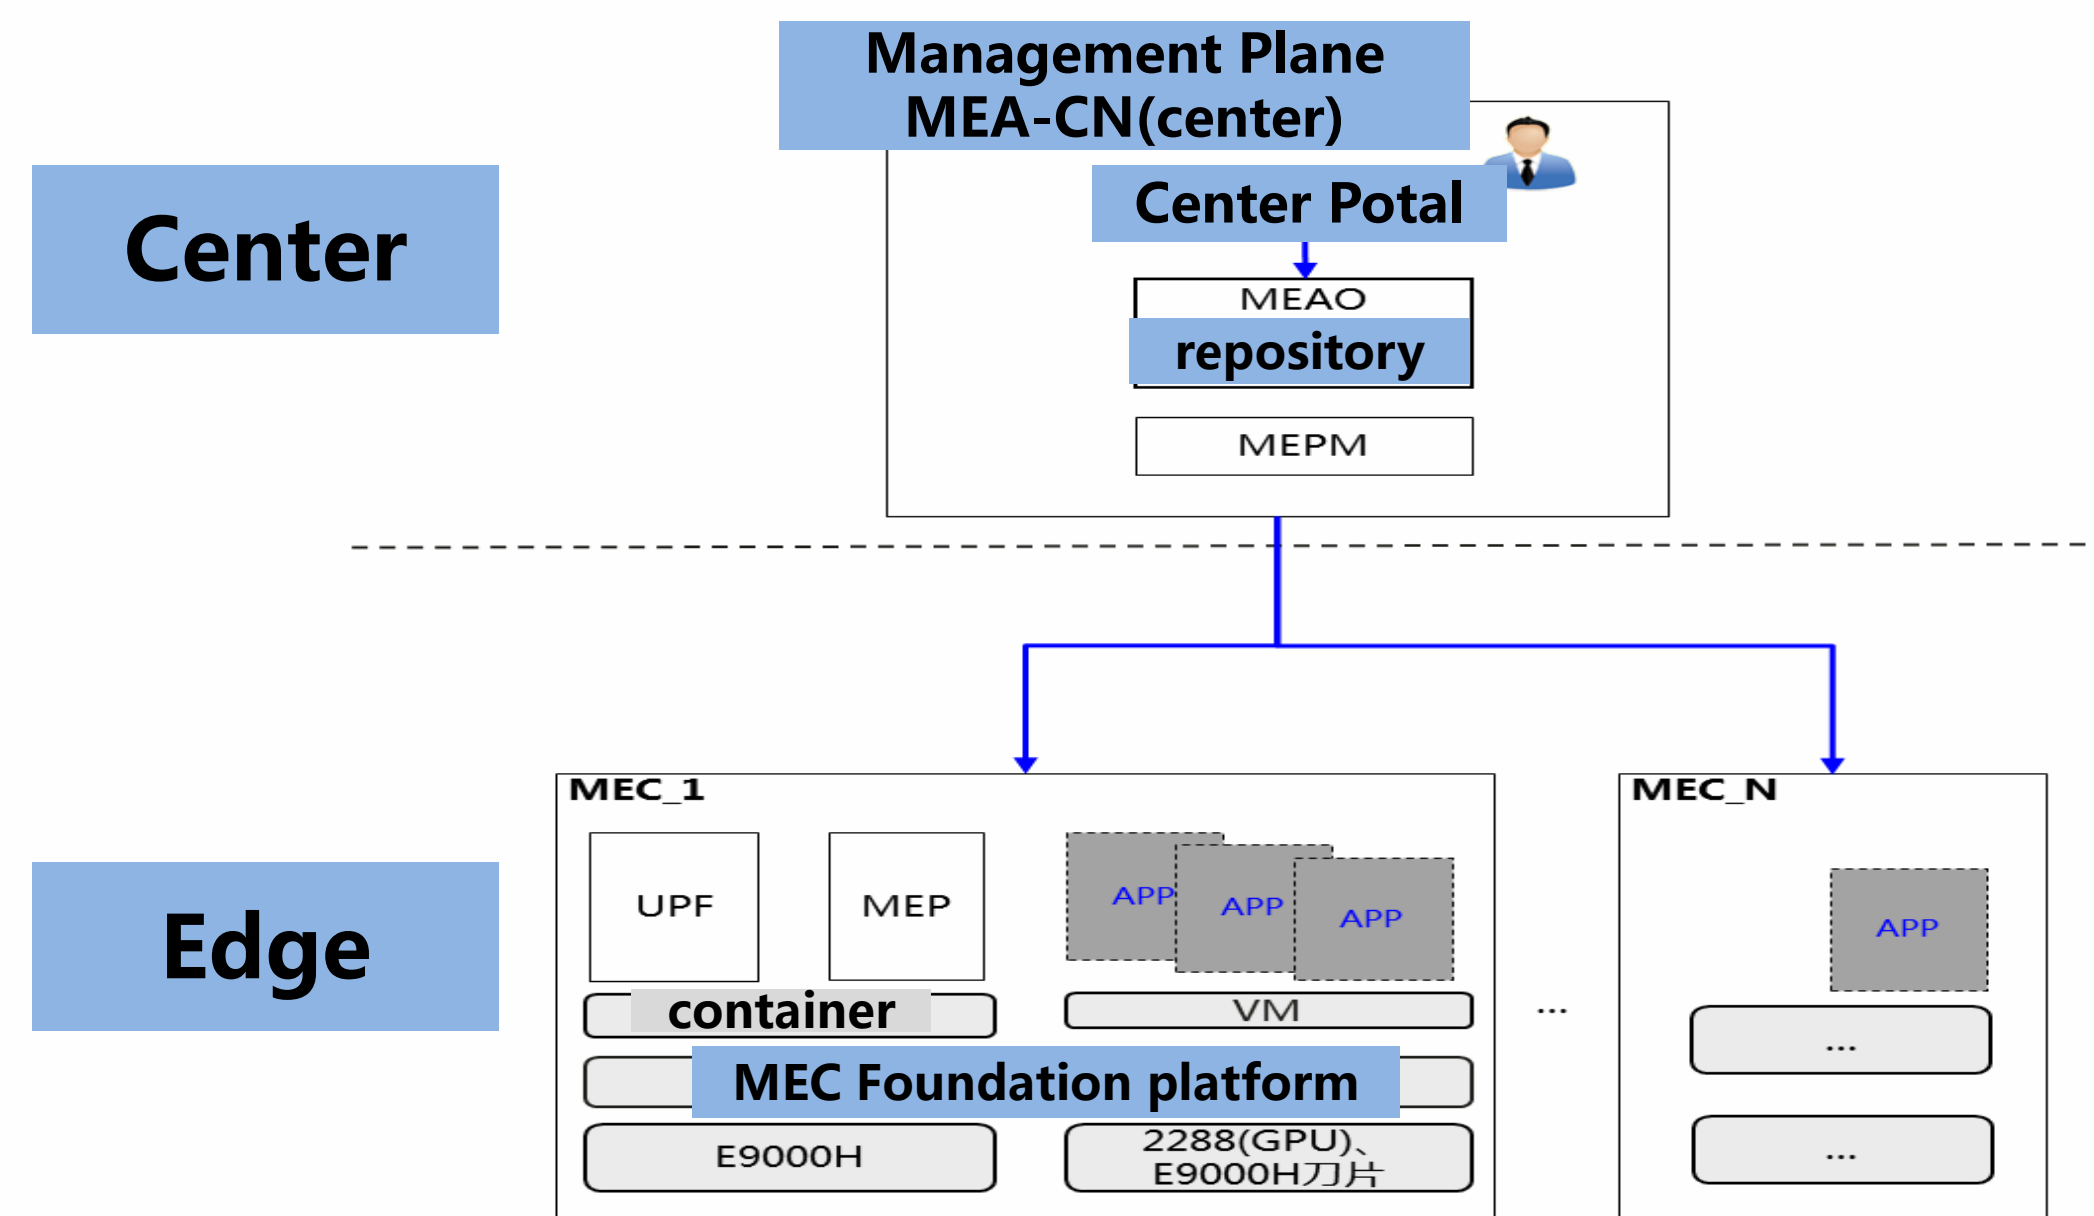 Management Plane
MEA-CN(center)
Center
Center Potal
MEAO
repository
MEPM
MEC_1
MEC_N
UPF
MEP
APP
APP
APP
APP
container
VM
...
...
MEC Foundation platform
E9000H
2288(GPU)、
E9000H刀片
...
Edge